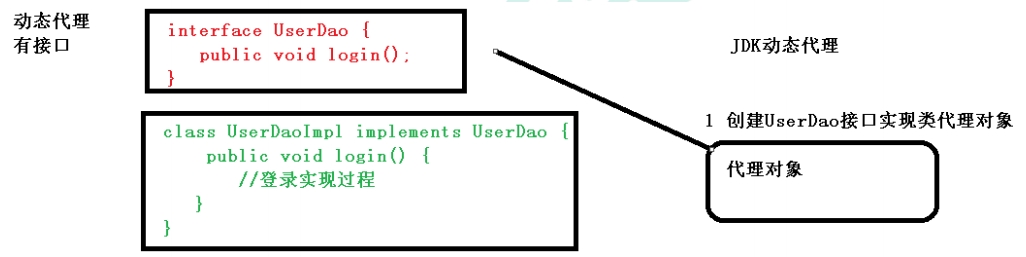 动态代理
有接口
interface UserDao {
public void login();
}
JDK动态代理
class UserDaoImpl implements UserDao {
public void login() {
//登录实现过程
}
}
1 创建UserDao接口实现类代理对象
代理对象